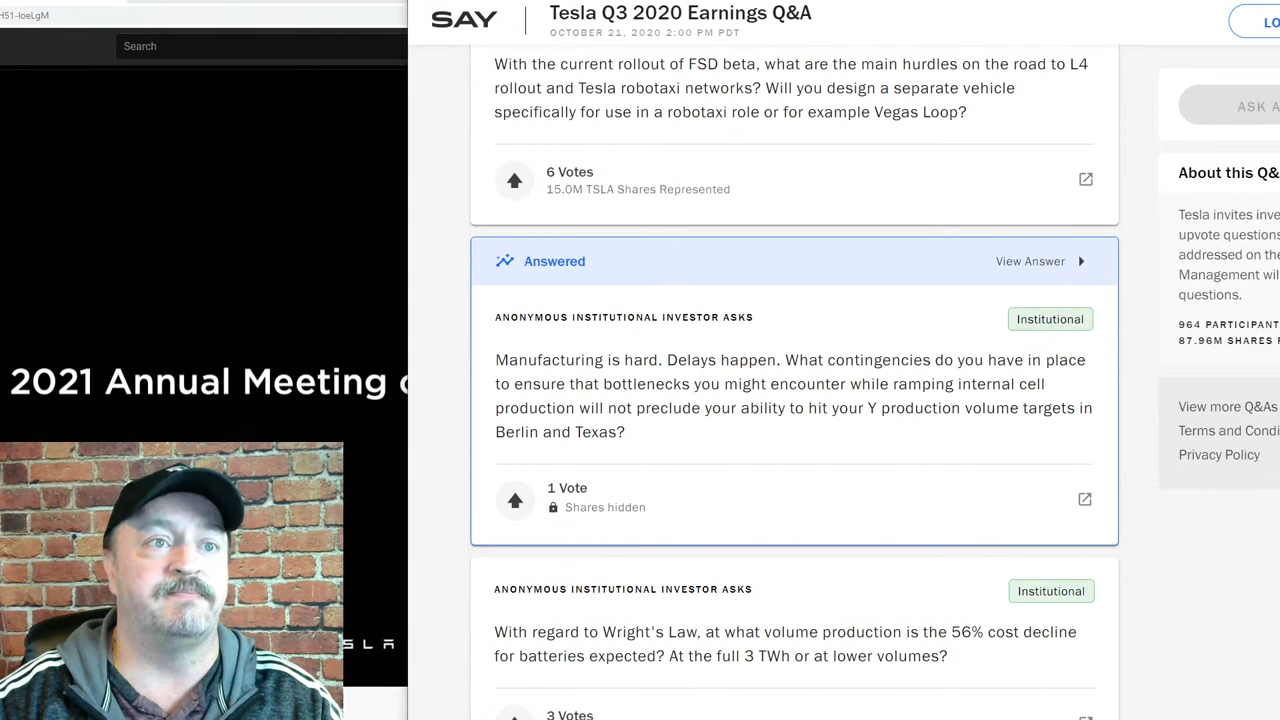 H51-loeLgM
Search
2021 Annual Meeting
SLA
SAY
Tesla Q3 2020 Earnings Q&A
OCTOBER 21, 2020 2:00 PM PDT
LO
With the current rollout of FSD beta, what are the main hurdles on the road to L4
rollout and Tesla robotaxi networks? Will you design a separate vehicle
specifically for use in a robotaxi role or for example Vegas Loop?
6 Votes
15.0M TSLA Shares Represented
Answered
View Answer
ANONYMOUS INSTITUTIONAL INVESTOR ASKS
Institutional
Manufacturing is hard. Delays happen. What contingencies do you have in place
to ensure that bottlenecks you might encounter while ramping internal cell
production will not preclude your ability to hit your Y production volume targets in
Berlin and Texas?
1 Vote
Shares hidden
ANONYMOUS INSTITUTIONAL INVESTOR ASKS
Institutional
With regard to Wright's Law, at what volume production is the 56% cost decline
for batteries expected? At the full 3 TWh or at lower volumes?
3 Votes
ASK A
About this Q&
Tesla invites inve
upvote questions
addressed on the
Management wil
questions.
964 PARTICIPANT
87.96M SHARES R
View more Q&As
Terms and Condi
Privacy Policy